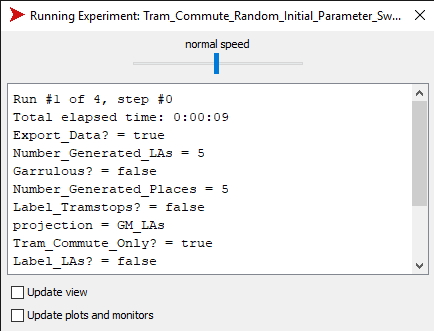 Running Experiment: Tram_Commute_Random_Initial_Parameter_Sw...
normal speed
Run #1 of 4, step #0
Total elapsed time: 0:00:09
Export_Data? = true
Number_Generated_LAs = 5
Garrulous? = false
Number_Generated_Places = 5
Label_Tramstops? = false
projection = GM_LAs
Tram_Commute_Only? = true
Label_LAs? = false
Update view
Update plots and monitors